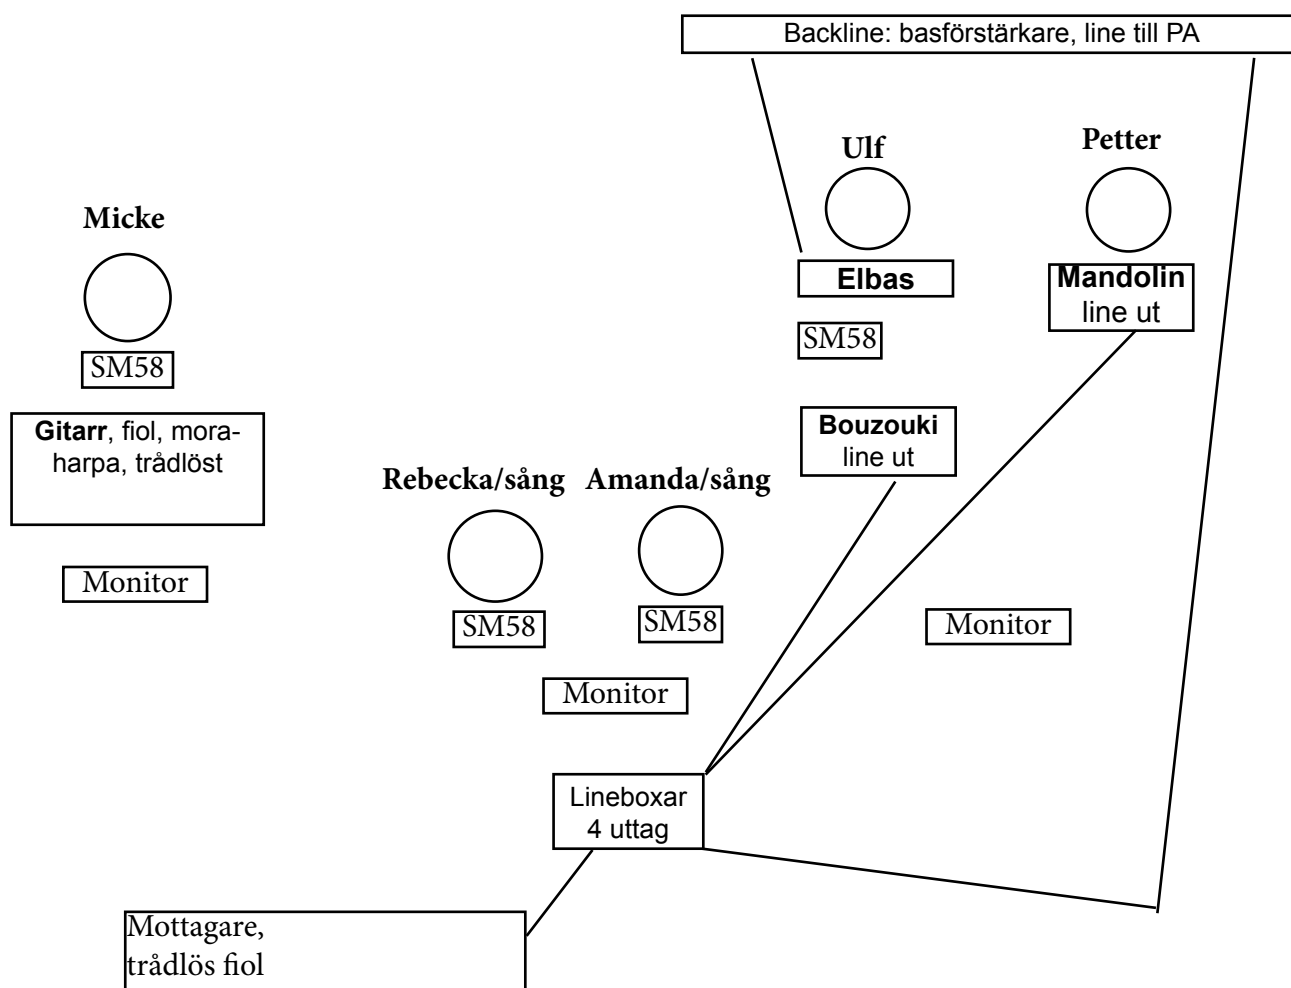 Backline: basförstärkare, line till PA
Ulf
Petter
Micke
Elbas
Mandolin
line ut
SM58
SM58
Gitarr, fiol, mora-
harpa, trådlöst
Bouzouki
line ut
Rebecka/sång
Amanda/sång
Monitor
SM58
SM58
Monitor
Monitor
Lineboxar
4 uttag
Mottagare,
trådlös fiol